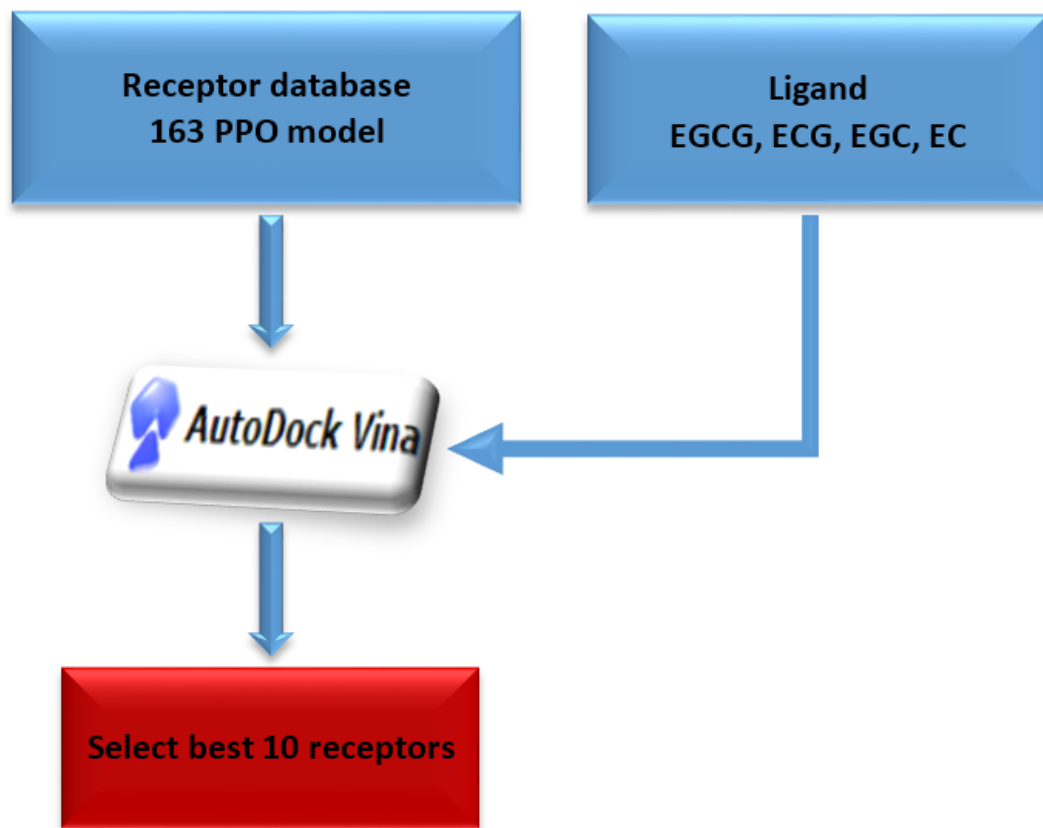 Receptor database
163 PPO model
Ligand
EGCG, ECG, EGC, EC
AutoDock Vina
Select best 10 receptors